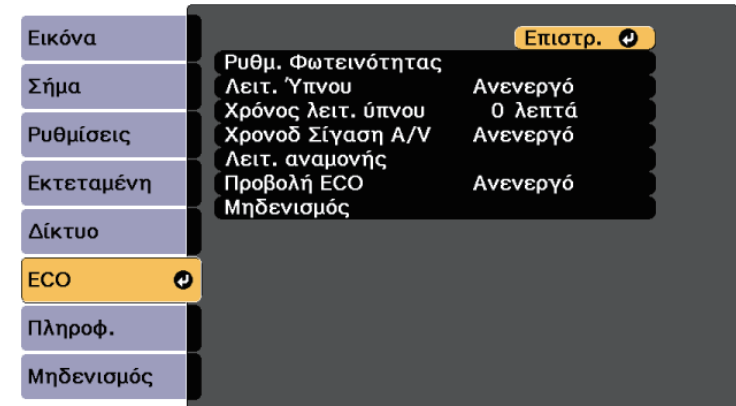 Εικόνα
Σήμα
Ρυθμίσεις
Εκτεταμένη
Δίκτυο
ECO
Πληροφ.
Μηδενισμός
Επιστρ.
Ρυθμ. Φωτεινότητας
Λειτ. Ύπνου Ανενεργό
Χρόνος λειτ. ύπνου 0 λεπτά
Χρονοδ Σίγαση A/V Ανενεργό
Λειτ. αναμονής
Προβολή ECO Ανενεργό
Μηδενισμός